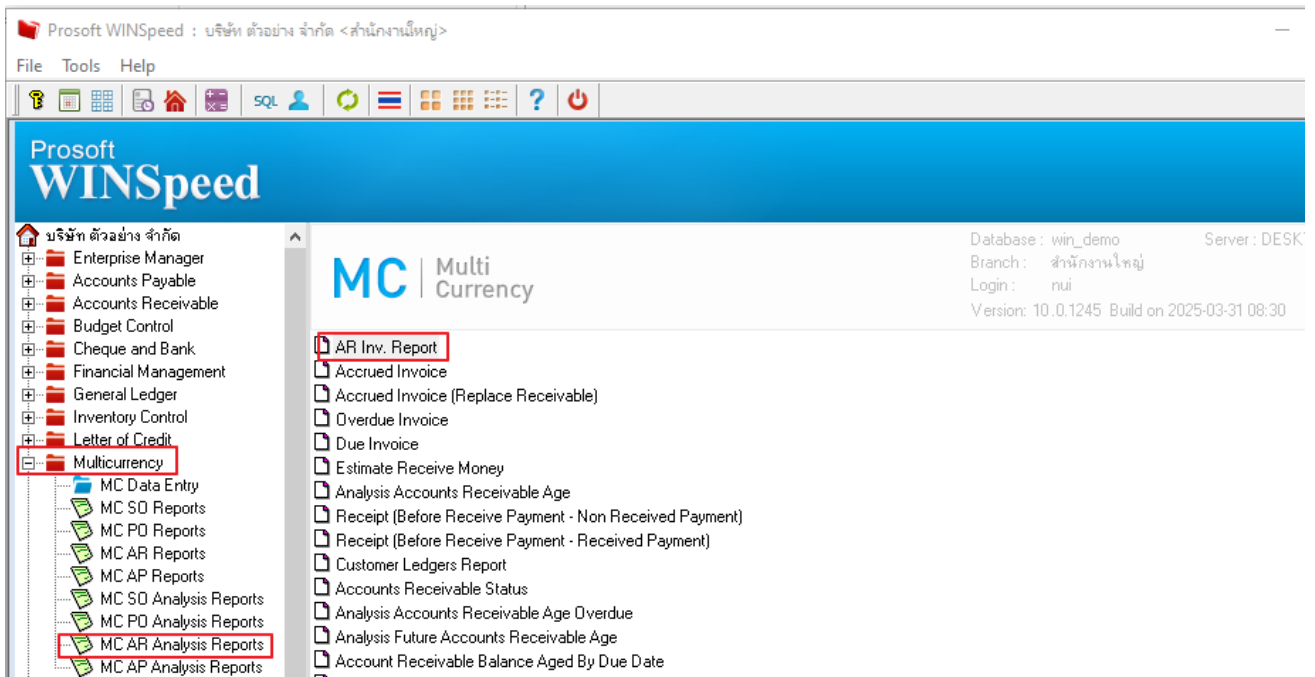 Prosoft WINSpeed : บริษัท ตัวอย่าง จำกัด <สำนักงานใหญ่>
File Tools Help
SQL
?
Prosoft
WINSpeed
บริษัท ตัวอย่าง จำกัด
Enterprise Manager
Accounts Payable
Accounts Receivable
Budget Control
Cheque and Bank
Financial Management
General Ledger
Inventory Control
Letter of Credit
Multicurrency
MC Data Entry
MC SO Reports
MC PO Reports
MC AR Reports
MC AP Reports
MC SO Analysis Reports
MC PO Analysis Reports
MC AR Analysis Reports
MC AP Analysis Reports
MC | Multi
Currency
Database : win_demo Server : DESK
Branch : สำนักงานใหญ่
Login : nui
Version: 10.0.1245 Build on 2025-03-31 08:30
AR Inv. Report
Accrued Invoice
Accrued Invoice (Replace Receivable)
Overdue Invoice
Due Invoice
Estimate Receive Money
Analysis Accounts Receivable Age
Receipt (Before Receive Payment - Non Received Payment)
Receipt (Before Receive Payment - Received Payment)
Customer Ledgers Report
Accounts Receivable Status
Analysis Accounts Receivable Age Overdue
Analysis Future Accounts Receivable Age
Account Receivable Balance Aged By Due Date